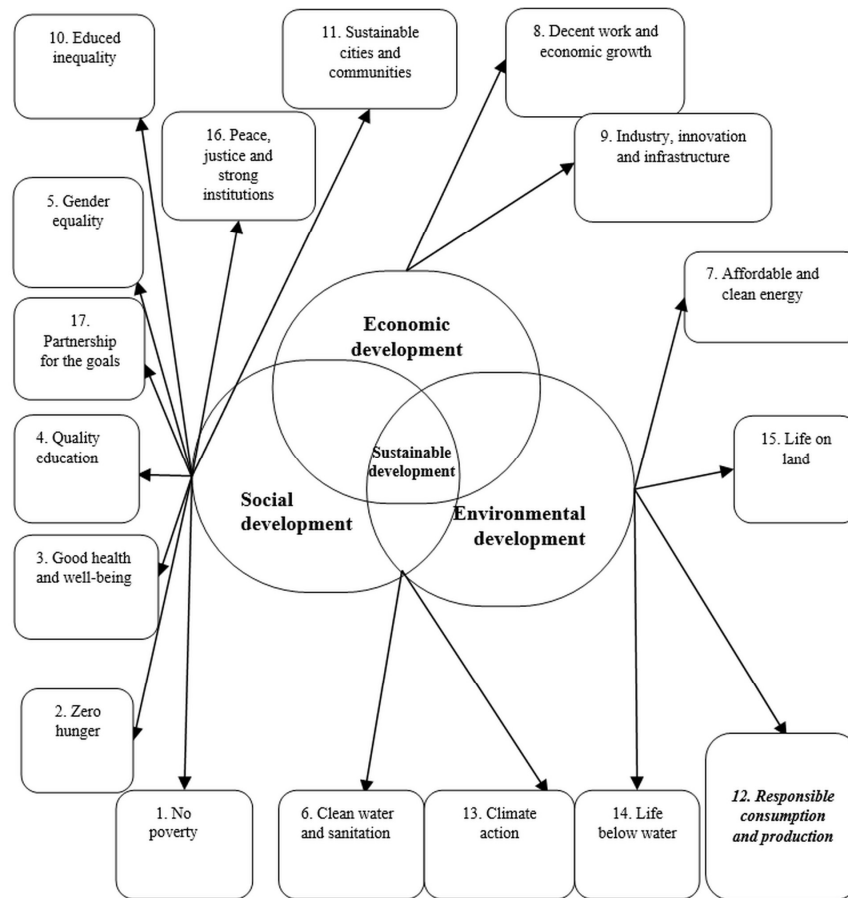 10. Educed
inequality
11. Sustainable
cities and
communities
8. Decent work and
economic growth
16. Peace,
justice and
strong
institutions
9. Industry, innovation
and infrastructure
5. Gender
equality
7. Affordable and
clean energy
17.
Partnership
for the goals
Economic
development
4. Quality
education
Sustainable
development
15. Life on
land
Social
development
Environmental
development
3. Good health
and well-being
2. Zero
hunger
1. No
poverty
6. Clean water
and sanitation
13. Climate
action
14. Life
below water
12. Responsible
consumption
and production